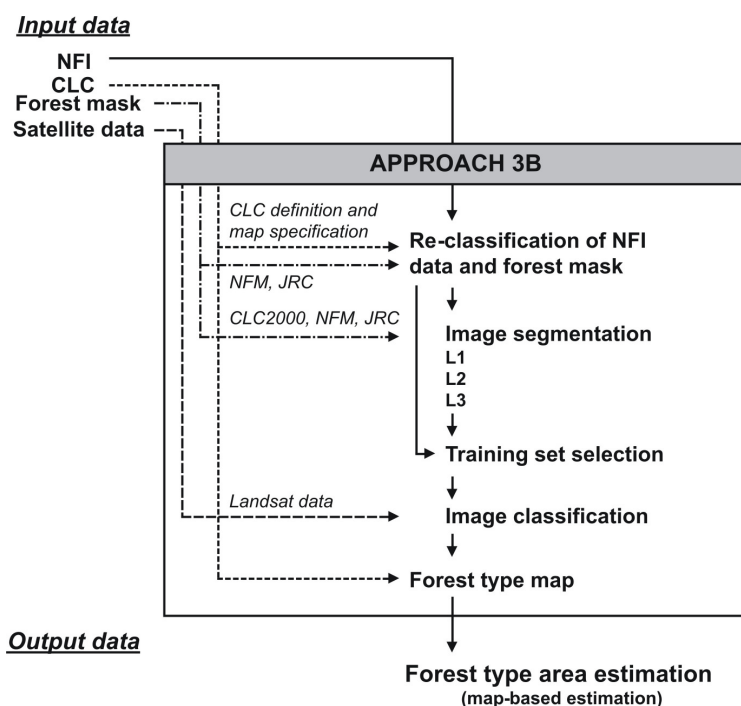 Input data
NFI
CLC
Forest mask
Satellite data
APPROACH 3B
CLC definition and
map specification
Re-classification of NFI
data and forest mask
NFM, JRC
CLC2000, NFM, JRC
Image segmentation
L1
L2
L3
Training set selection
Landsat data
Image classification
Forest type map
Output data
Forest type area estimation
(map-based estimation)